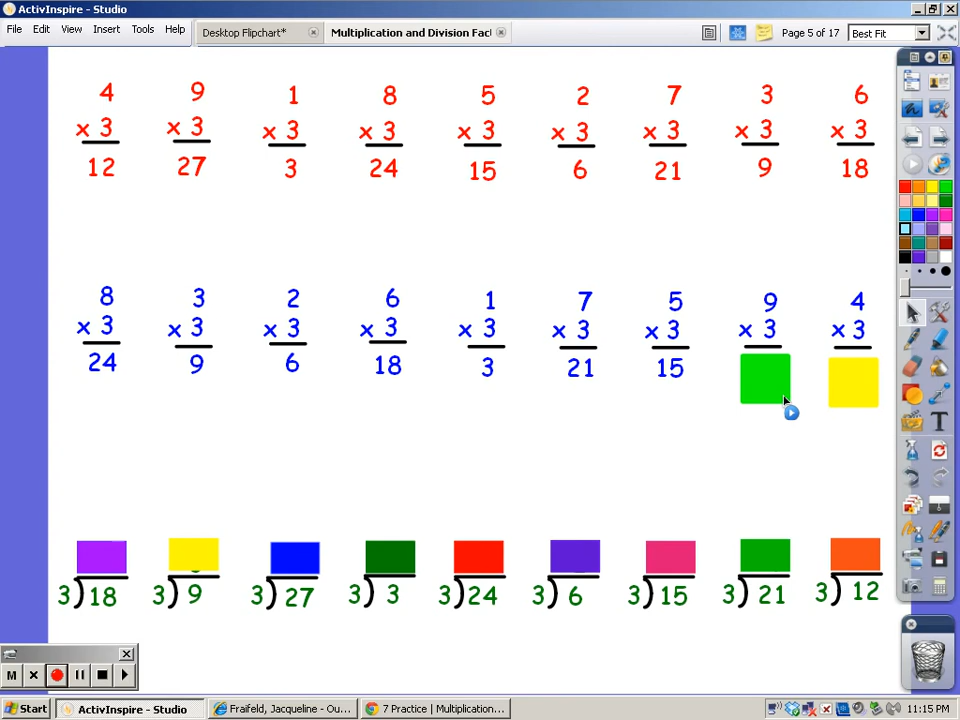 ActivInspire - Studio
File Edit View Insert Tools Help
Desktop Flipchart*
Multiplication and Division Fact
Page 5 of 17
Best Fit
4 9 1 8 5 2 7 3 6
x 3 x 3 x 3 x 3 x 3 x 3 x 3 x 3 x 3
12 27 3 24 15 6 21 9 18
8 3 2 6 1 7 5 9 4
x 3 x 3 x 3 x 3 x 3 x 3 x 3 x 3 x 3
24 9 6 18 3 21 15
3)18 3)9 3)27 3)3 3)24 3)6 3)15 3)21 3)12
M
T
Start
ActivInspire - Studio
Fraifeld, Jacqueline - Ou...
7 Practice | Multiplication...
11:15 PM